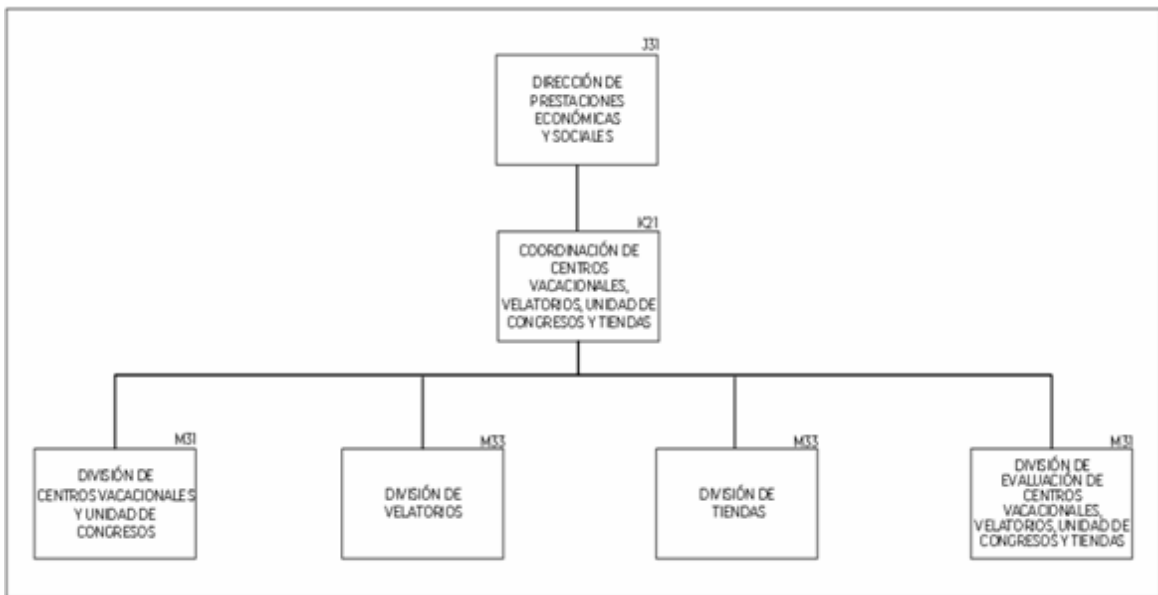 J31
DIRECCIÓN DE
PRESTACIONES
ECONÓMICAS
Y SOCIALES
K21
COORDINACIÓN DE
CENTROS
VACACIONALES,
VELATORIOS, UNIDAD DE
CONGRESOS Y TIENDAS
M31
DIVISIÓN DE
CENTROS VACACIONALES
Y UNIDAD DE
CONGRESOS
M33
DIVISIÓN DE
VELATORIOS
M33
DIVISIÓN DE
TIENDAS
M31
DIVISIÓN DE
EVALUACIÓN DE
CENTROS
VACACIONALES,
VELATORIOS, UNIDAD DE
CONGRESOS Y TIENDAS